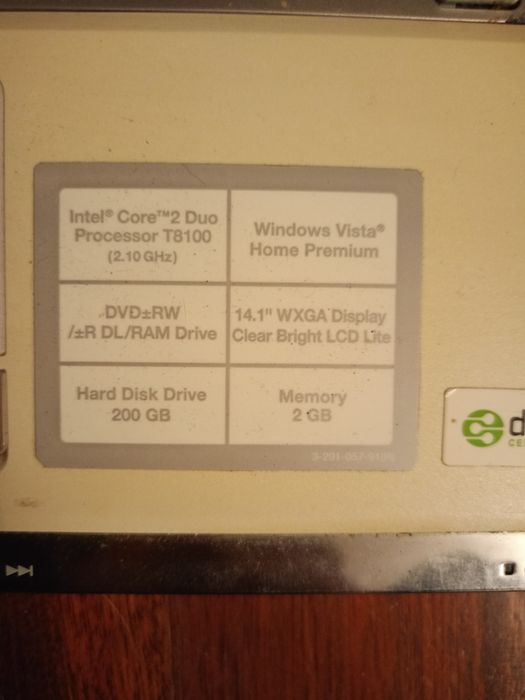 Intel® Core™2 Duo
Processor T8100
(2.10 GHz)
Windows Vista®
Home Premium
DVD±RW
/±R DL/RAM Drive
14.1" WXGA Display
Clear Bright LCD Lite
Hard Disk Drive
200 GB
Memory
2 GB